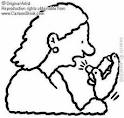 © Original Artist
Reproduction rights obtainable from
www.CartoonStock.com